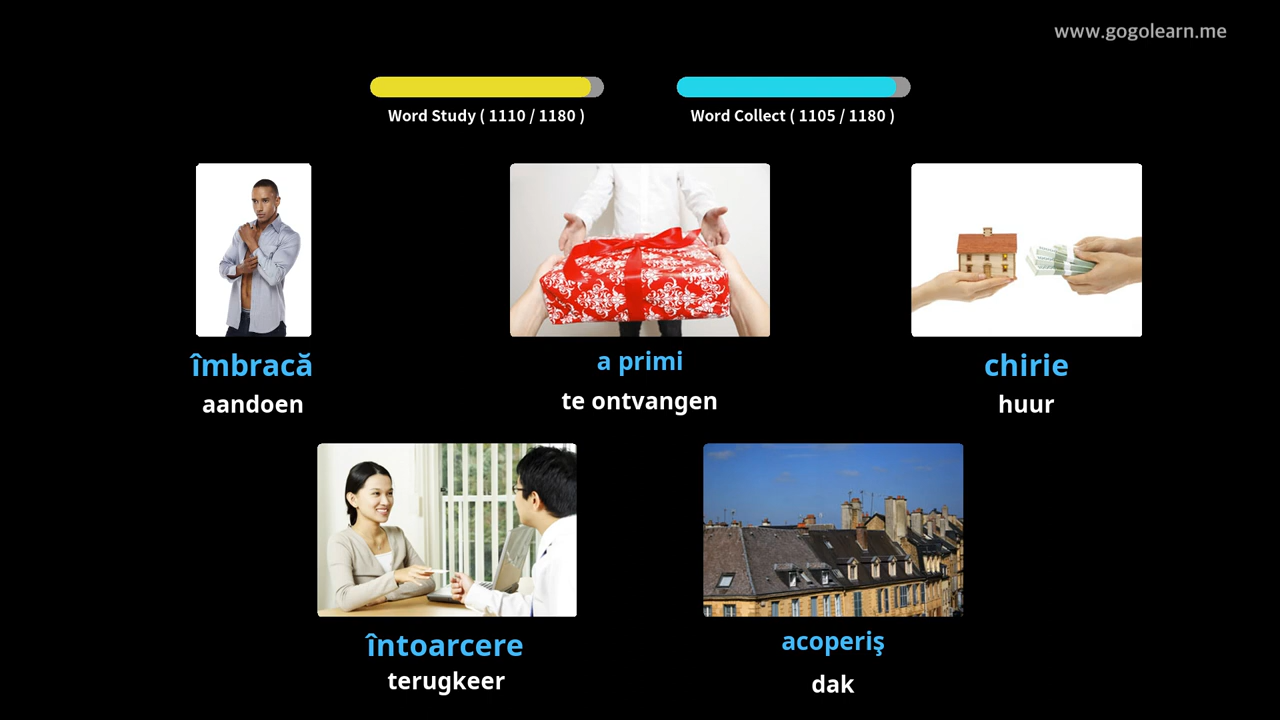 www.gogolearn.me
Word Study ( 1110 / 1180 )
Word Collect ( 1105 / 1180 )
îmbracă
aandoen
a primi
te ontvangen
chirie
huur
întoarcere
terugkeer
acoperiş
dak